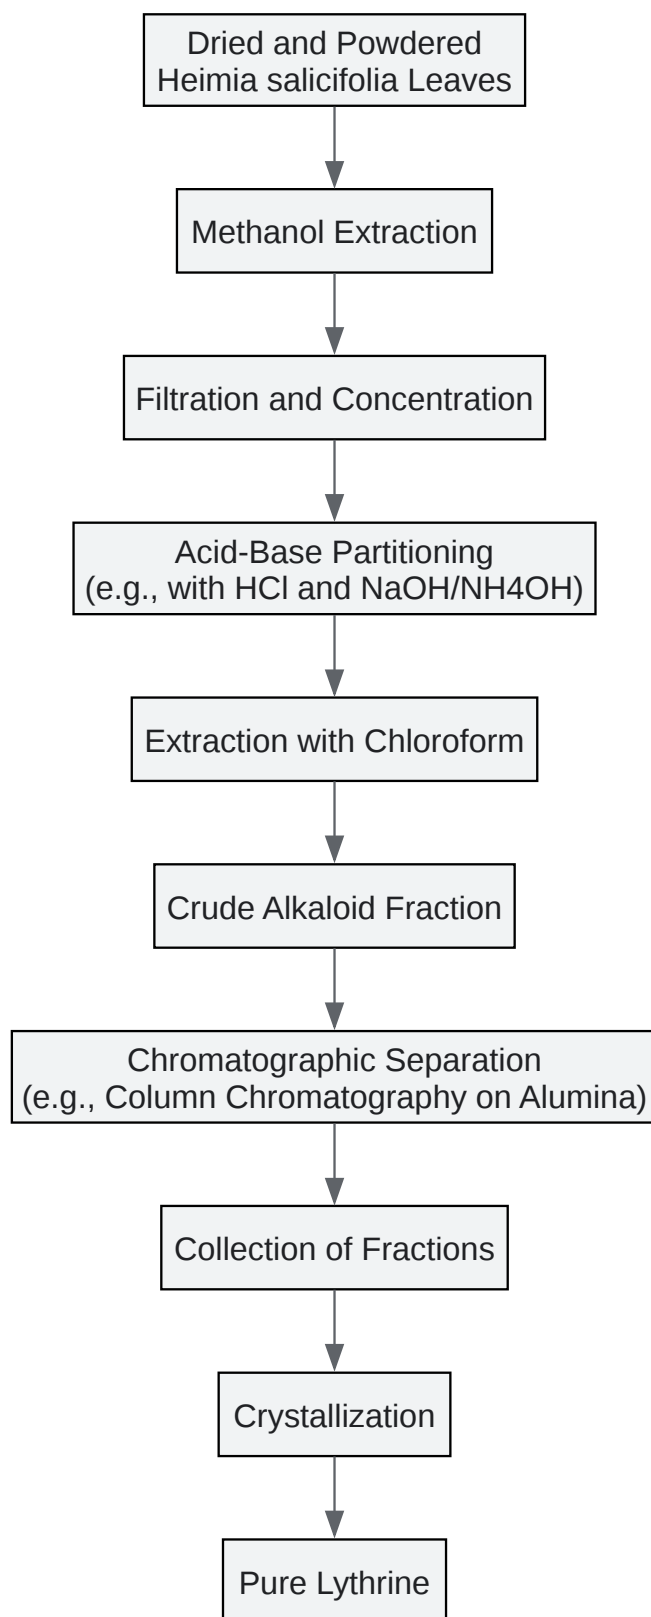 Dried and Powdered
Heimia salicifolia Leaves
Methanol Extraction
Filtration and Concentration
Acid-Base Partitioning
(e.g., with HCl and NaOH/NH4OH)
Extraction with Chloroform
Crude Alkaloid Fraction
Chromatographic Separation
(e.g., Column Chromatography on Alumina)
Collection of Fractions
Crystallization
Pure Lythrine